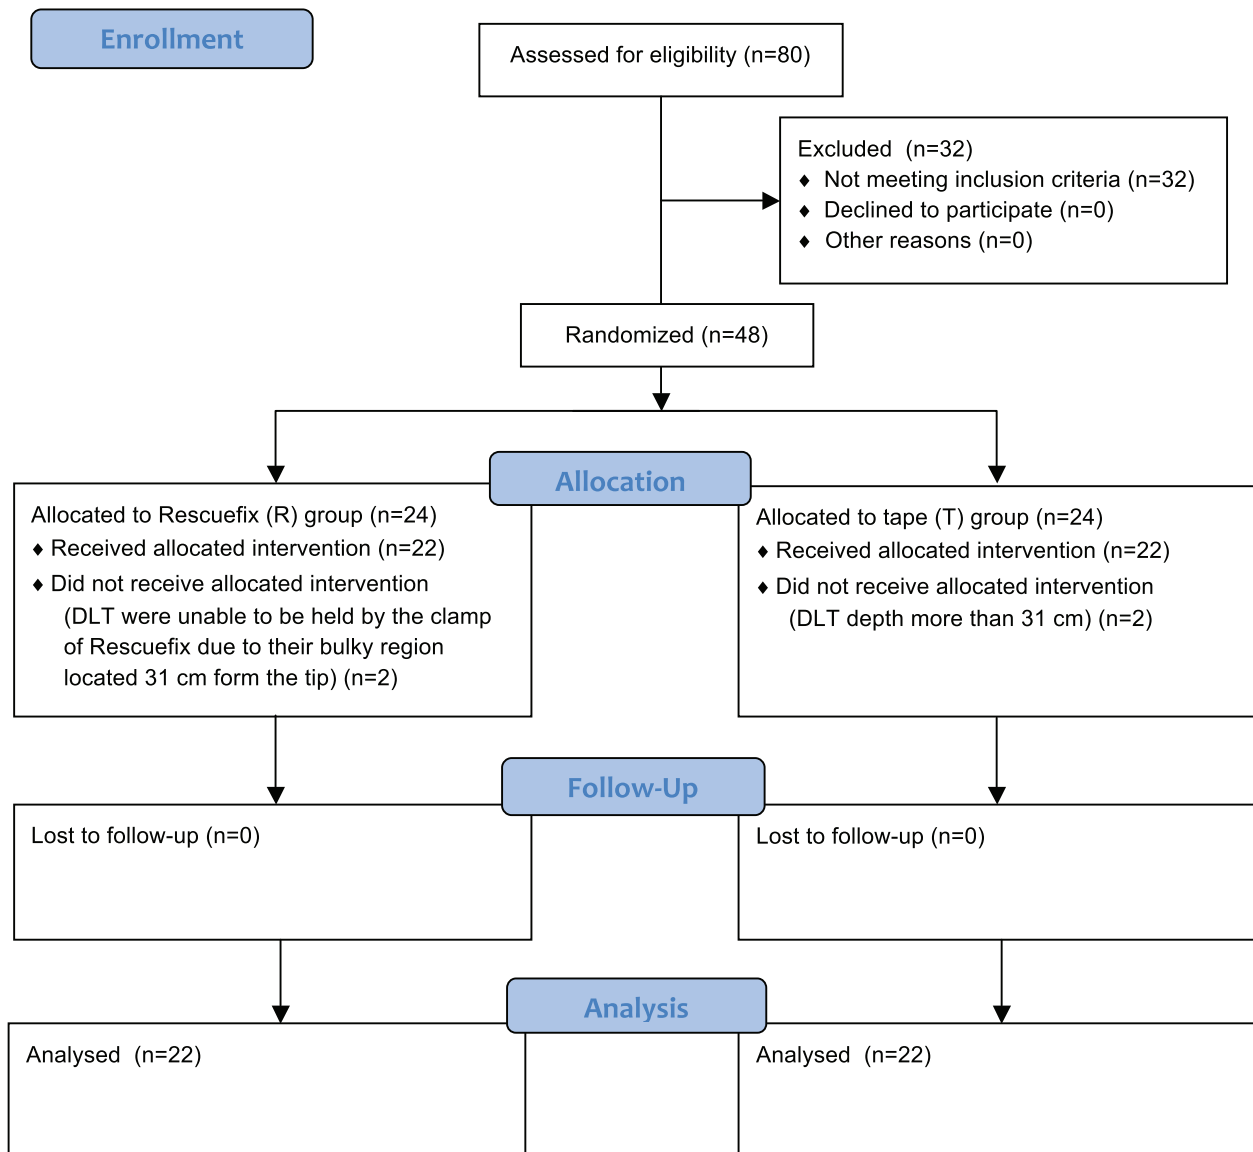 Enrollment
Assessed for eligibility (n=80)
Excluded (n=32)
♦ Not meeting inclusion criteria (n=32)
♦ Declined to participate (n=0)
♦ Other reasons (n=0)
Randomized (n=48)
Allocation
Allocated to Rescuefix (R) group (n=24)
♦ Received allocated intervention (n=22)
♦ Did not receive allocated intervention
(DLT were unable to be held by the clamp
of Rescuefix due to their bulky region
located 31 cm form the tip) (n=2)
Allocated to tape (T) group (n=24)
♦ Received allocated intervention (n=22)
♦ Did not receive allocated intervention
(DLT depth more than 31 cm) (n=2)
Follow-Up
Lost to follow-up (n=0)
Lost to follow-up (n=0)
Analysis
Analysed (n=22)
Analysed (n=22)